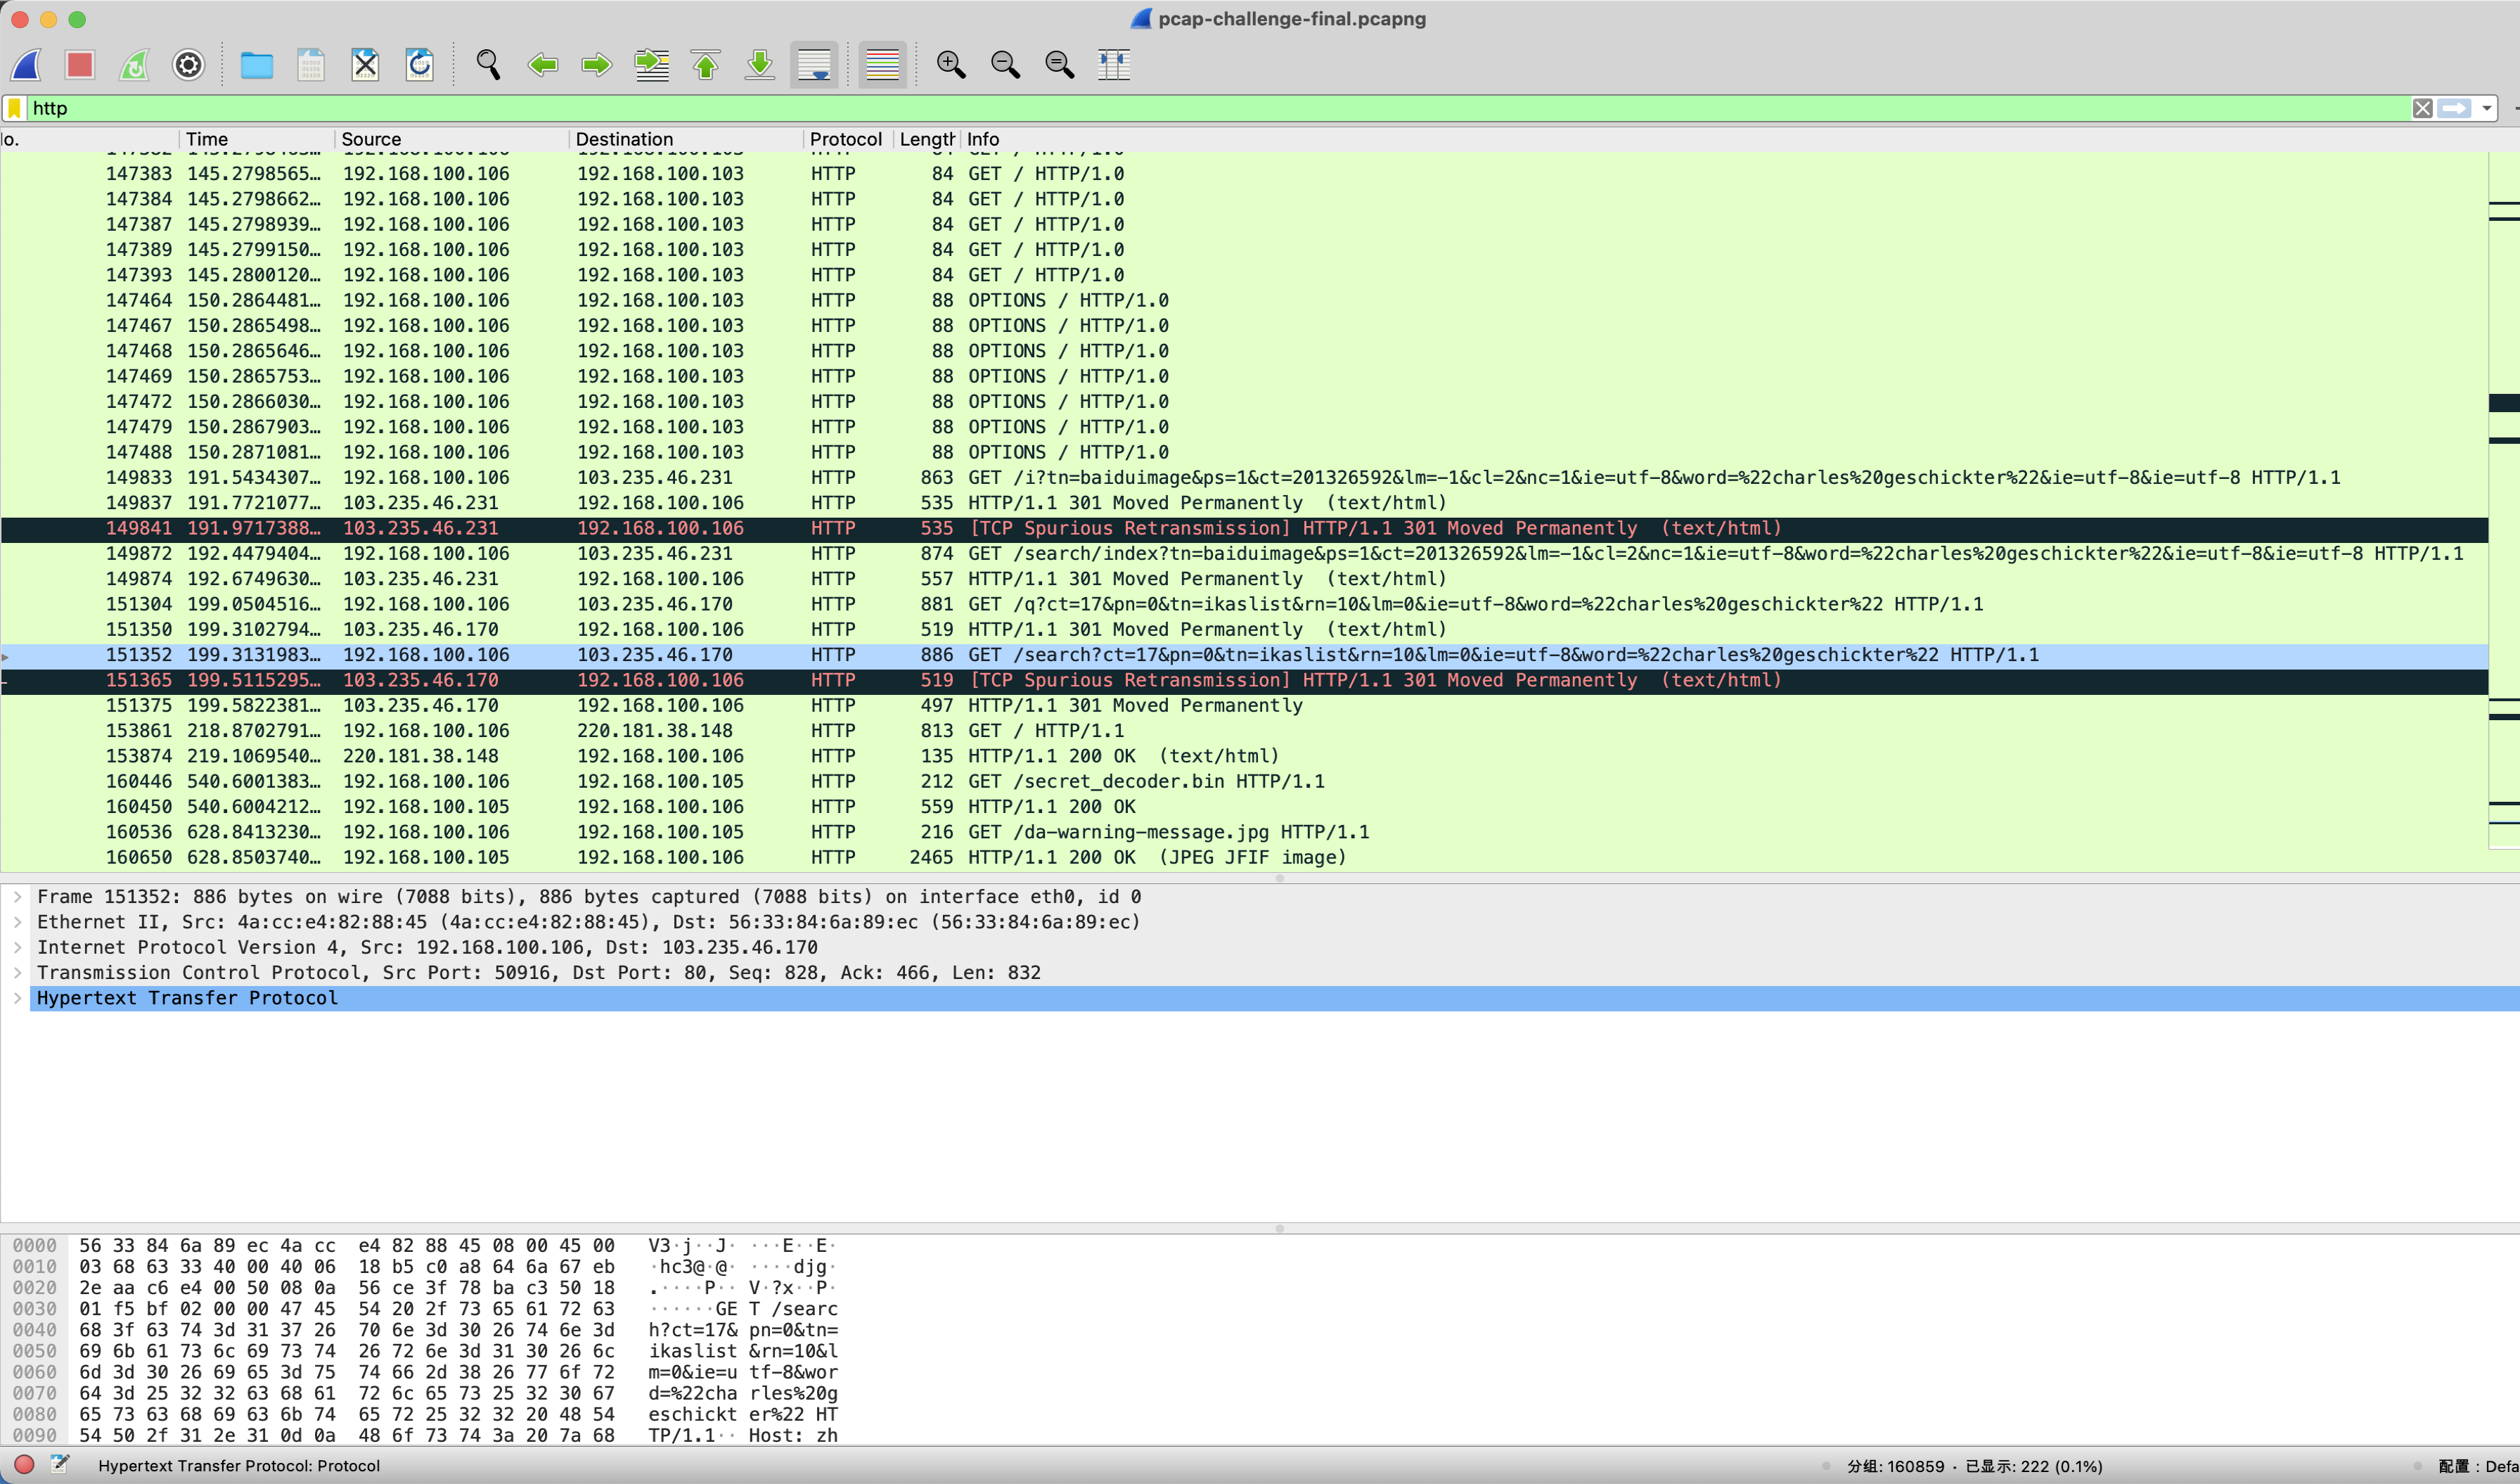 pcap-challenge-final.pcapng
http
Time Source Destination Protocol Length Info
147383 145.2798565… 192.168.100.106 192.168.100.103 HTTP 84 GET / HTTP/1.0
147384 145.2798662… 192.168.100.106 192.168.100.103 HTTP 84 GET / HTTP/1.0
147387 145.2798939… 192.168.100.106 192.168.100.103 HTTP 84 GET / HTTP/1.0
147389 145.2799150… 192.168.100.106 192.168.100.103 HTTP 84 GET / HTTP/1.0
147393 145.2800120… 192.168.100.106 192.168.100.103 HTTP 84 GET / HTTP/1.0
147464 150.2864481… 192.168.100.106 192.168.100.103 HTTP 88 OPTIONS / HTTP/1.0
147467 150.2865498… 192.168.100.106 192.168.100.103 HTTP 88 OPTIONS / HTTP/1.0
147468 150.2865646… 192.168.100.106 192.168.100.103 HTTP 88 OPTIONS / HTTP/1.0
147469 150.2865753… 192.168.100.106 192.168.100.103 HTTP 88 OPTIONS / HTTP/1.0
147472 150.2866030… 192.168.100.106 192.168.100.103 HTTP 88 OPTIONS / HTTP/1.0
147479 150.2867903… 192.168.100.106 192.168.100.103 HTTP 88 OPTIONS / HTTP/1.0
147488 150.2871081… 192.168.100.106 192.168.100.103 HTTP 88 OPTIONS / HTTP/1.0
149833 191.5434307… 192.168.100.106 103.235.46.231 HTTP 863 GET /i?tn=baiduimage&ps=1&ct=201326592&lm=-1&cl=2&nc=1&ie=utf-8&word=%22charles%20geschickter%22&ie=utf-8&ie=utf-8 HTTP/1.1
149837 191.7721077… 103.235.46.231 192.168.100.106 HTTP 535 HTTP/1.1 301 Moved Permanently (text/html)
149841 191.9717388… 103.235.46.231 192.168.100.106 HTTP 535 [TCP Spurious Retransmission] HTTP/1.1 301 Moved Permanently (text/html)
149872 192.4479404… 192.168.100.106 103.235.46.231 HTTP 874 GET /search/index?tn=baiduimage&ps=1&ct=201326592&lm=-1&cl=2&nc=1&ie=utf-8&word=%22charles%20geschickter%22&ie=utf-8&ie=utf-8 HTTP/1.1
149874 192.6749630… 103.235.46.231 192.168.100.106 HTTP 557 HTTP/1.1 301 Moved Permanently (text/html)
151304 199.0504516… 192.168.100.106 103.235.46.170 HTTP 881 GET /q?ct=17&pn=0&tn=ikaslist&rn=10&lm=0&ie=utf-8&word=%22charles%20geschickter%22 HTTP/1.1
151350 199.3102794… 103.235.46.170 192.168.100.106 HTTP 519 HTTP/1.1 301 Moved Permanently (text/html)
151352 199.3131983… 192.168.100.106 103.235.46.170 HTTP 886 GET /search?ct=17&pn=0&tn=ikaslist&rn=10&lm=0&ie=utf-8&word=%22charles%20geschickter%22 HTTP/1.1
151365 199.5115295… 103.235.46.170 192.168.100.106 HTTP 519 [TCP Spurious Retransmission] HTTP/1.1 301 Moved Permanently (text/html)
151375 199.5822381… 103.235.46.170 192.168.100.106 HTTP 497 HTTP/1.1 301 Moved Permanently
153861 218.8702791… 192.168.100.106 220.181.38.148 HTTP 813 GET / HTTP/1.1
153874 219.1069540… 220.181.38.148 192.168.100.106 HTTP 135 HTTP/1.1 200 OK (text/html)
160446 540.6001383… 192.168.100.106 192.168.100.105 HTTP 212 GET /secret_decoder.bin HTTP/1.1
160450 540.6004212… 192.168.100.105 192.168.100.106 HTTP 559 HTTP/1.1 200 OK
160536 628.8413230… 192.168.100.106 192.168.100.105 HTTP 216 GET /da-warning-message.jpg HTTP/1.1
160650 628.8503740… 192.168.100.105 192.168.100.106 HTTP 2465 HTTP/1.1 200 OK (JPEG JFIF image)
Frame 151352: 886 bytes on wire (7088 bits), 886 bytes captured (7088 bits) on interface eth0, id 0
Ethernet II, Src: 4a:cc:e4:82:88:45 (4a:cc:e4:82:88:45), Dst: 56:33:84:6a:89:ec (56:33:84:6a:89:ec)
Internet Protocol Version 4, Src: 192.168.100.106, Dst: 103.235.46.170
Transmission Control Protocol, Src Port: 50916, Dst Port: 80, Seq: 828, Ack: 466, Len: 832
Hypertext Transfer Protocol
0000 56 33 84 6a 89 ec 4a cc e4 82 88 45 08 00 45 00 V3·j··J· ···E··E·
0010 03 68 63 33 40 00 40 06 18 b5 c0 a8 64 6a 67 eb ·hc3@·@· ····djg·
0020 2e aa c6 e4 00 50 08 0a 56 ce 3f 78 ba c3 50 18 .····P·· V·?x··P·
0030 01 f5 bf 02 00 00 47 45 54 20 2f 73 65 61 72 63 ······GE T /searc
0040 68 3f 63 74 3d 31 37 26 70 6e 3d 30 26 74 6e 3d h?ct=17& pn=0&tn=
0050 69 6b 61 73 6c 69 73 74 26 72 6e 3d 31 30 26 6c ikaslist &rn=10&l
0060 6d 3d 30 26 69 65 3d 75 74 66 2d 38 26 77 6f 72 m=0&ie=u tf-8&wor
0070 64 3d 25 32 32 63 68 61 72 6c 65 73 25 32 30 67 d=%22cha rles%20g
0080 65 73 63 68 69 63 6b 74 65 72 25 32 32 20 48 54 eschickt er%22 HT
0090 54 50 2f 31 2e 31 0d 0a 48 6f 73 74 3a 20 7a 68 TP/1.1·· Host: zh
Hypertext Transfer Protocol: Protocol 分组: 160859 · 已显示: 222 (0.1%) 配置：Defa